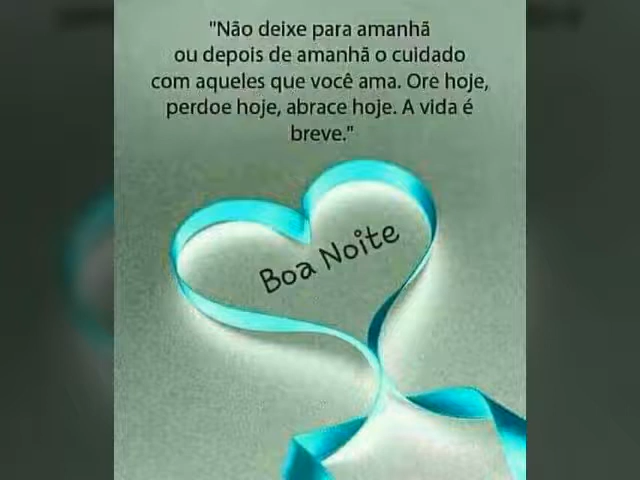 "Não deixe para amanhã
ou depois de amanhã o cuidado
com aqueles que você ama. Ore hoje,
perdoe hoje, abrace hoje. A vida é
breve."
Boa Noite